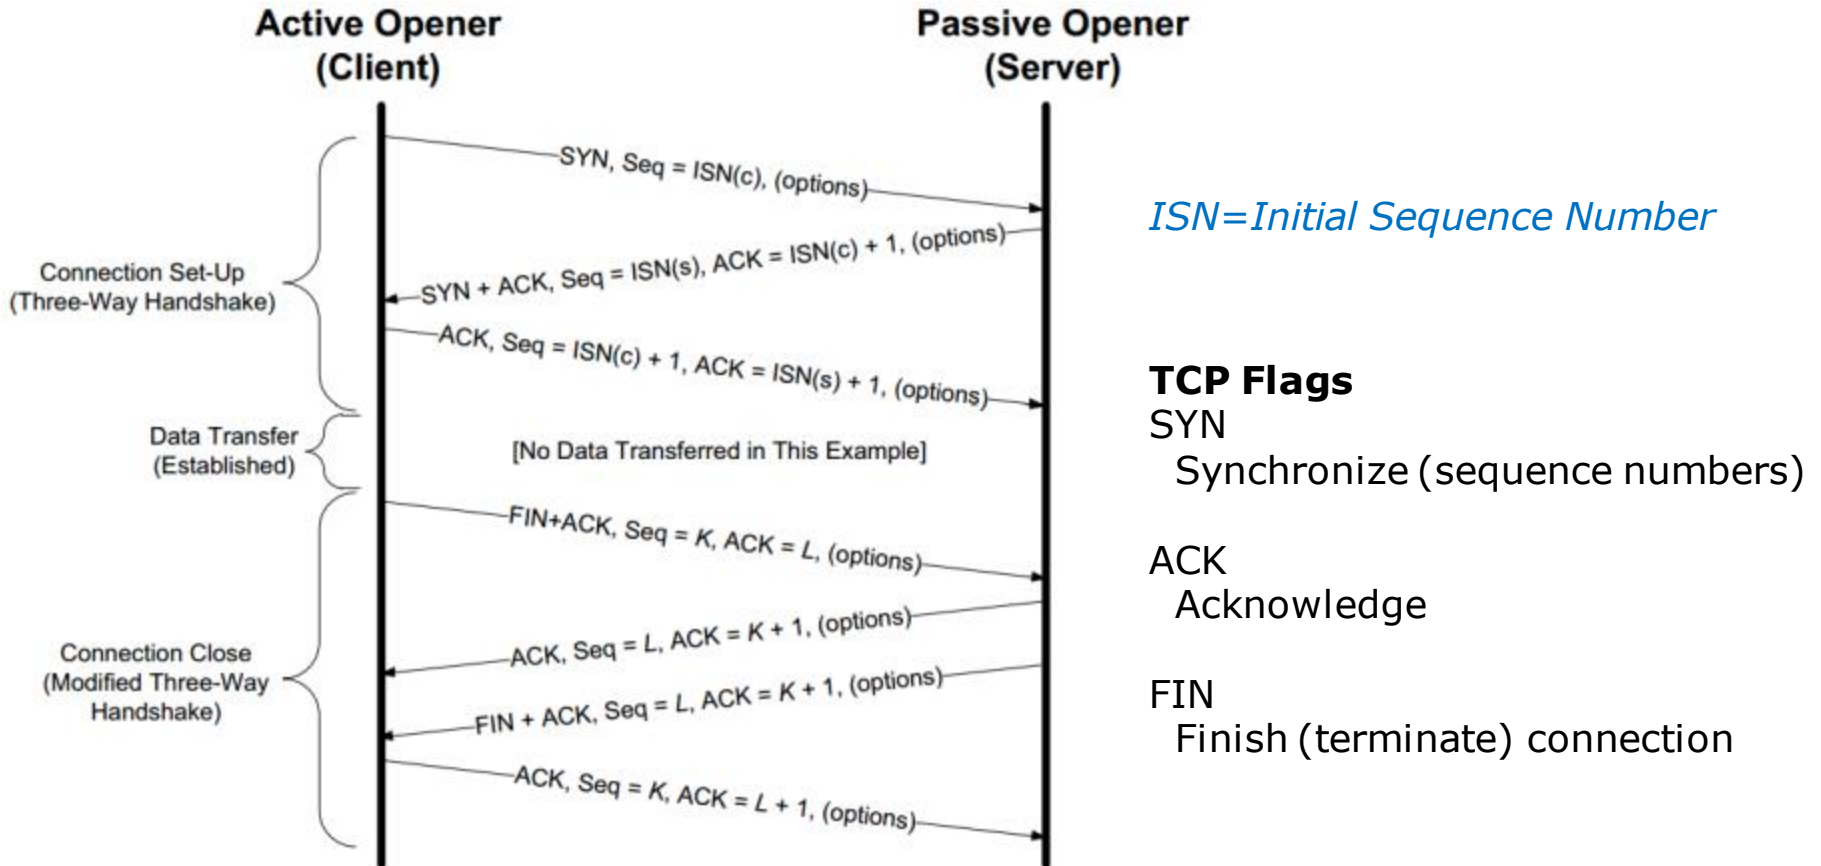 Active Opener
(Client)
Passive Opener
(Server)
SYN, Seq = ISN(c), (options)
ISN=Initial Sequence Number
SYN + ACK, Seq = ISN(s), ACK = ISN(c) + 1, (options)
Connection Set-Up
(Three-Way Handshake)
ACK, Seq = ISN(c) + 1, ACK = ISN(s) + 1, (options)
Data Transfer
(Established)
[No Data Transferred in This Example]
FIN+ACK, Seq = K, ACK = L, (options)
ACK, Seq = L, ACK = K + 1, (options)
Connection Close
(Modified Three-Way
Handshake)
FIN + ACK, Seq = L, ACK = K + 1, (options)
ACK, Seq = K, ACK = L + 1, (options)
TCP Flags
SYN
Synchronize (sequence numbers)
ACK
Acknowledge
FIN
Finish (terminate) connection